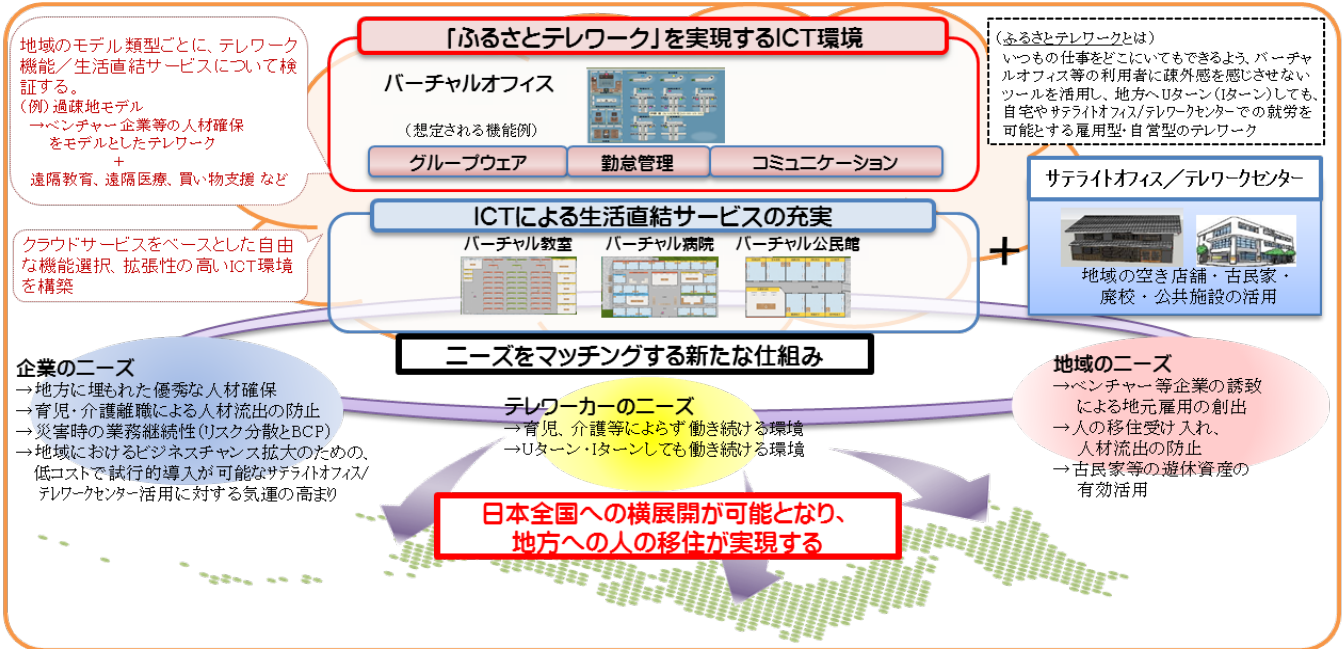 地域のモデル類型ごとに、テレワーク
機能／生活直結サービスについて検
証する。
（例）過疎地モデル
→ベンチャー企業等の人材確保
をモデルとしたテレワーク
＋
遠隔教育、遠隔医療、買い物支援 など
クラウドサービスをベースとした自由
な機能選択、拡張性の高いICT環境
を構築
「ふるさとテレワーク」を実現するICT環境
バーチャルオフィス
（想定される機能例）
グループウェア
勤怠管理
コミュニケーション
ICTによる生活直結サービスの充実
バーチャル教室
バーチャル病院
バーチャル公民館
（ふるさとテレワークとは）
いつもの仕事をどこにいてもできるよう、バーチャ
ルオフィス等の利用者に疎外感を感じさせない
ツールを活用し、地方へUターン（Iターン）しても、
自宅やサテライトオフィス/テレワークセンターでの就労を
可能とする雇用型・自営型のテレワーク
＋
サテライトオフィス／テレワークセンター
地域の空き店舗・古民家・
廃校・公共施設の活用
ニーズをマッチングする新たな仕組み
企業のニーズ
→地方に埋もれた優秀な人材確保
→育児・介護離職による人材流出の防止
→災害時の業務継続性（リスク分散とBCP）
→地域におけるビジネスチャンス拡大のための、
低コストで試行的導入が可能なサテライトオフィス/
テレワークセンター活用に対する気運の高まり
テレワーカーのニーズ
→育児、介護等によらず働き続ける環境
→Uターン・Iターンしても働き続ける環境
地域のニーズ
→ベンチャー等企業の誘致
による地元雇用の創出
→人の移住受け入れ、
人材流出の防止
→古民家等の遊休資産の
有効活用
日本全国への横展開が可能となり、
地方への人の移住が実現する